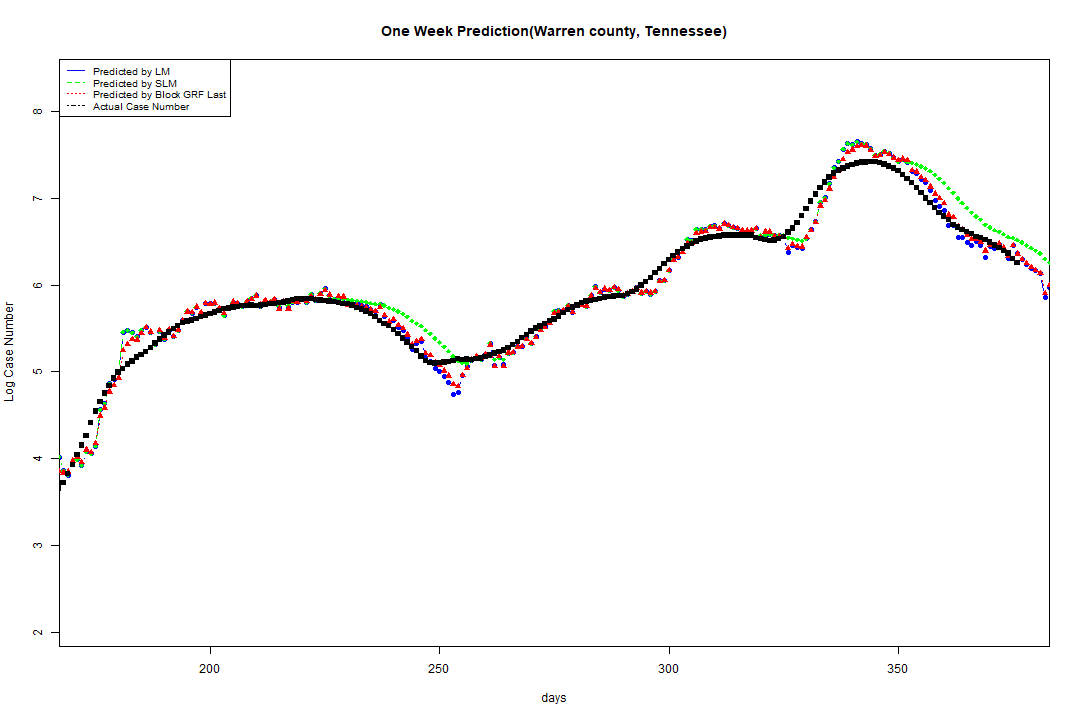 One Week Prediction(Warren county, Tennessee)
Predicted by LM
Predicted by SLM
Predicted by Block GRF Last
Actual Case Number
8
7
6
5
4
3
2
Log Case Number
200 250 300 350
days